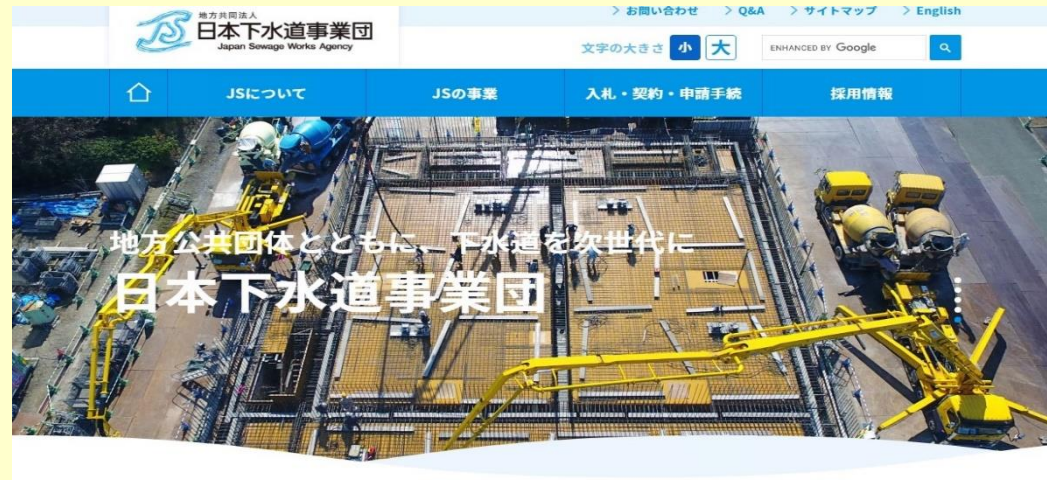 地方共同法人
日本下水道事業団
Japan Sewage Works Agency
> お問い合わせ > Q&A > サイトマップ > English
文字の大きさ 小 大
ENHANCED BY Google
JSについて JSの事業 入札・契約・申請手続 採用情報
地方公共団体とともに、下水道を次世代に
日本下水道事業団